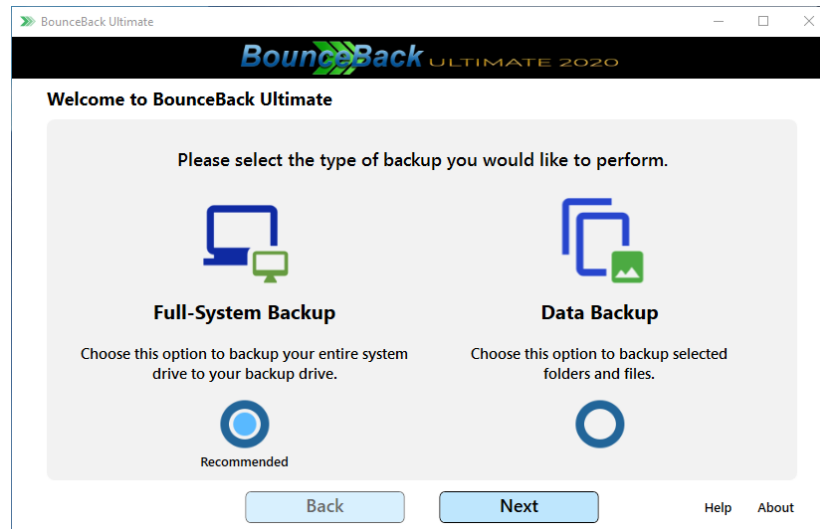 BounceBack Ultimate
BounceBack ULTIMATE 2020
Welcome to BounceBack Ultimate
Please select the type of backup you would like to perform.
Full-System Backup
Data Backup
Choose this option to backup your entire system
drive to your backup drive.
Choose this option to backup selected
folders and files.
Recommended
Back
Next
Help
About